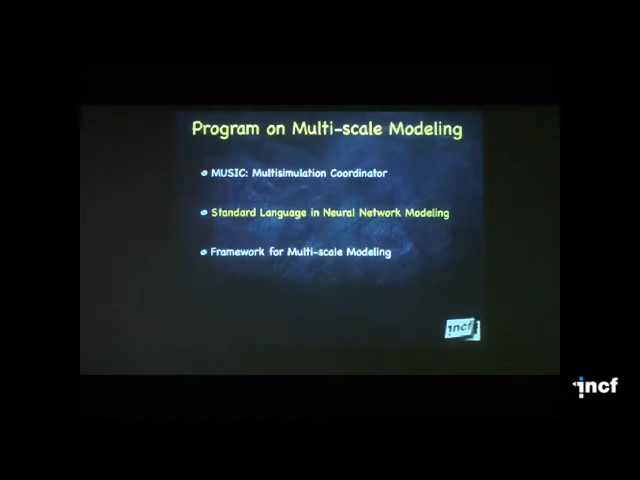 Program on Multi-scale Modeling
MUSIC: Multisimulation Coordinator
Standard Language in Neural Network Modeling
Framework for Multi-scale Modeling
incf
incf